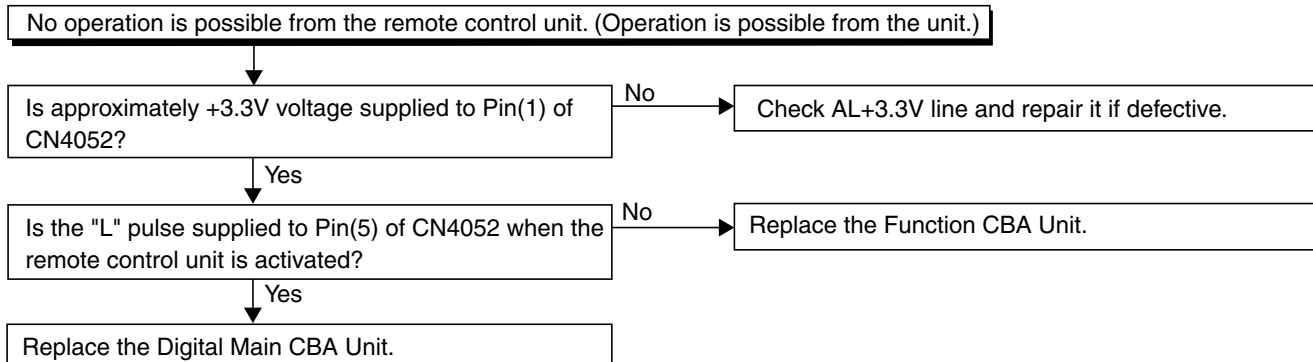 No operation is possible from the remote control unit. (Operation is possible from the unit.)
Is approximately +3.3V voltage supplied to Pin(1) of
CN4052?
No
Check AL+3.3V line and repair it if defective.
Yes
Is the "L" pulse supplied to Pin(5) of CN4052 when the
remote control unit is activated?
No
Replace the Function CBA Unit.
Yes
Replace the Digital Main CBA Unit.